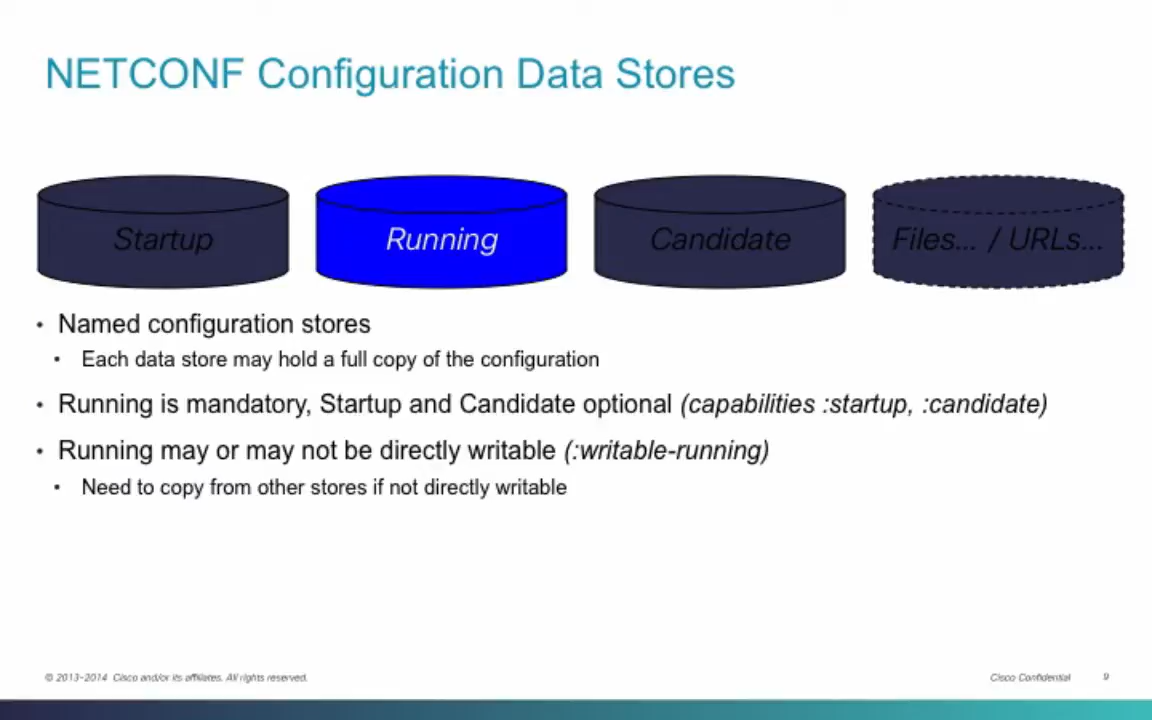 NETCONF Configuration Data Stores
Startup
Running
Candidate
Files... / URLs...
• Named configuration stores
• Each data store may hold a full copy of the configuration
• Running is mandatory, Startup and Candidate optional (capabilities :startup, :candidate)
• Running may or may not be directly writable (:writable-running)
• Need to copy from other stores if not directly writable
© 2013-2014 Cisco and/or its affiliates. All rights reserved.
Cisco Confidential
9